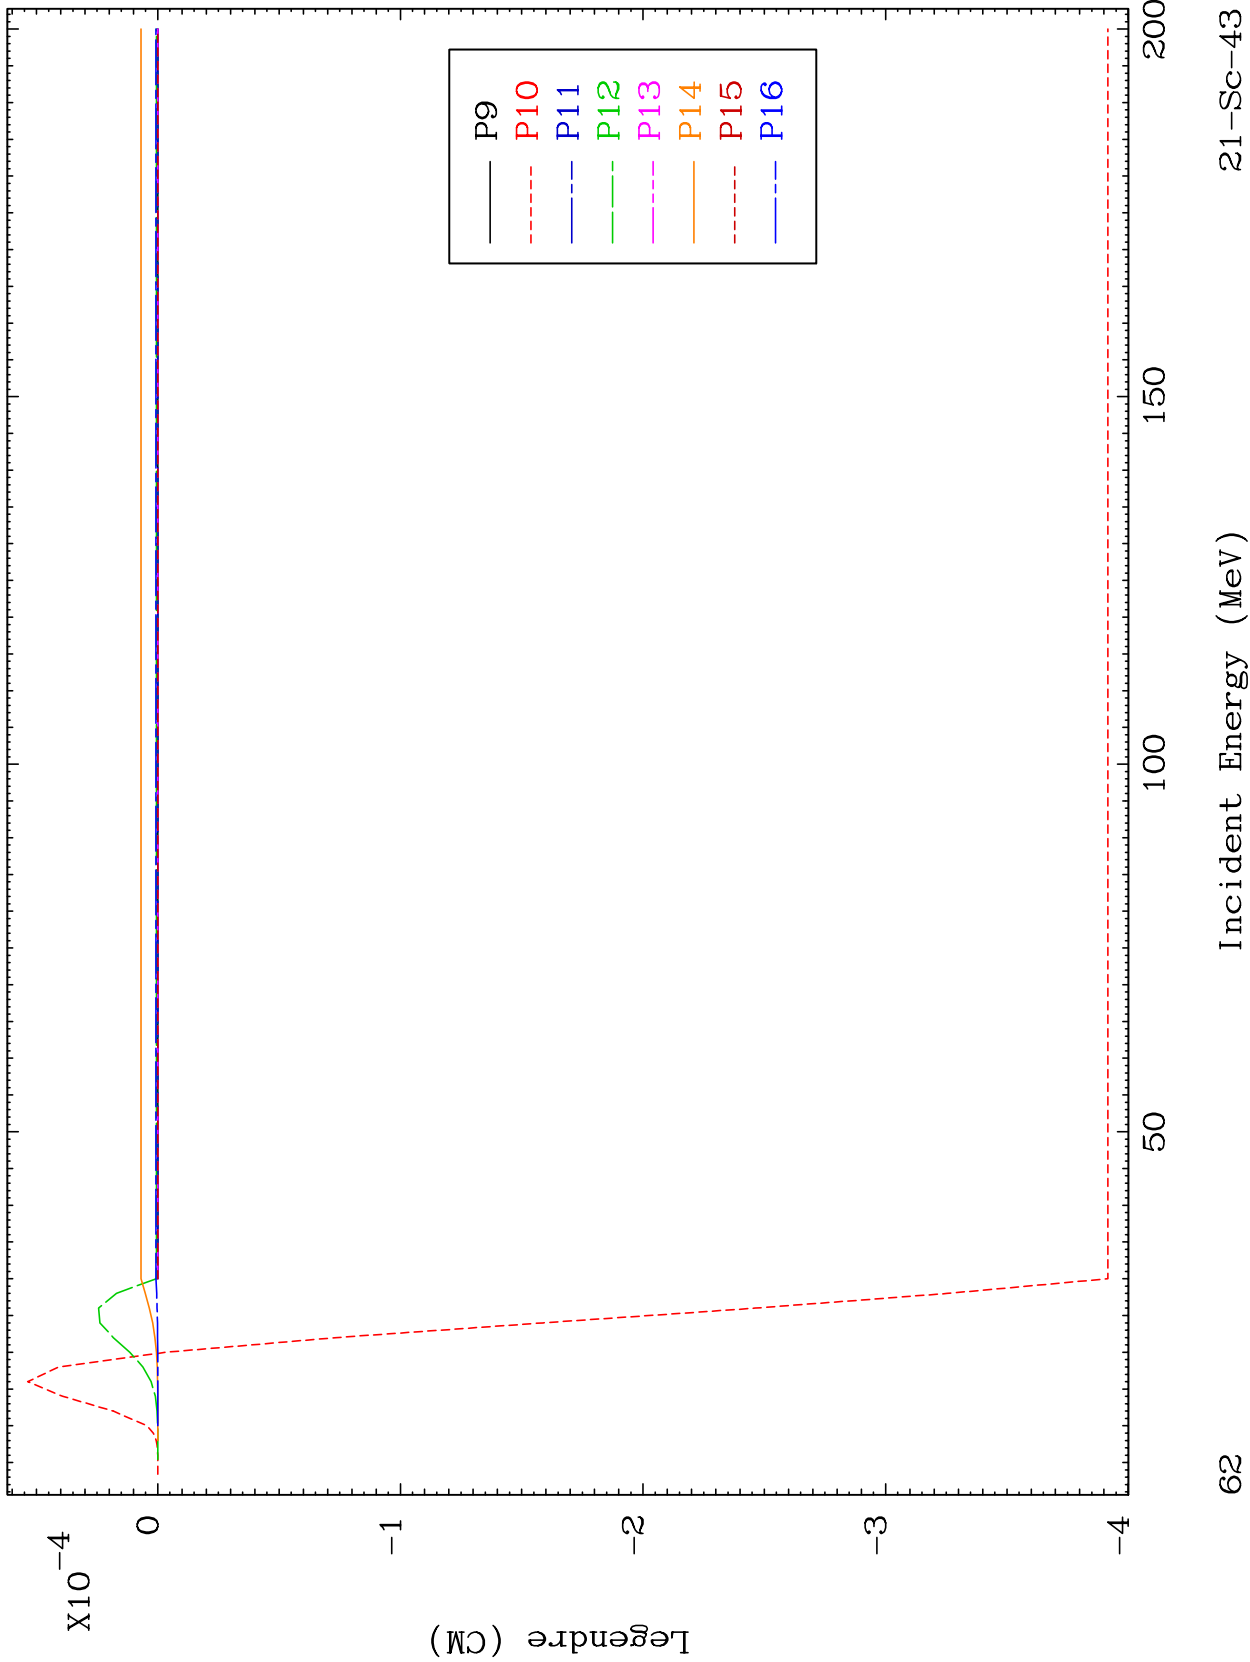 X10-4
0
-1
-2
-3
-4
Legendre (CM)
50
100
150
200
Incident Energy (MeV)
P9
P10
P11
P12
P13
P14
P15
P16
62
21-Sc-43